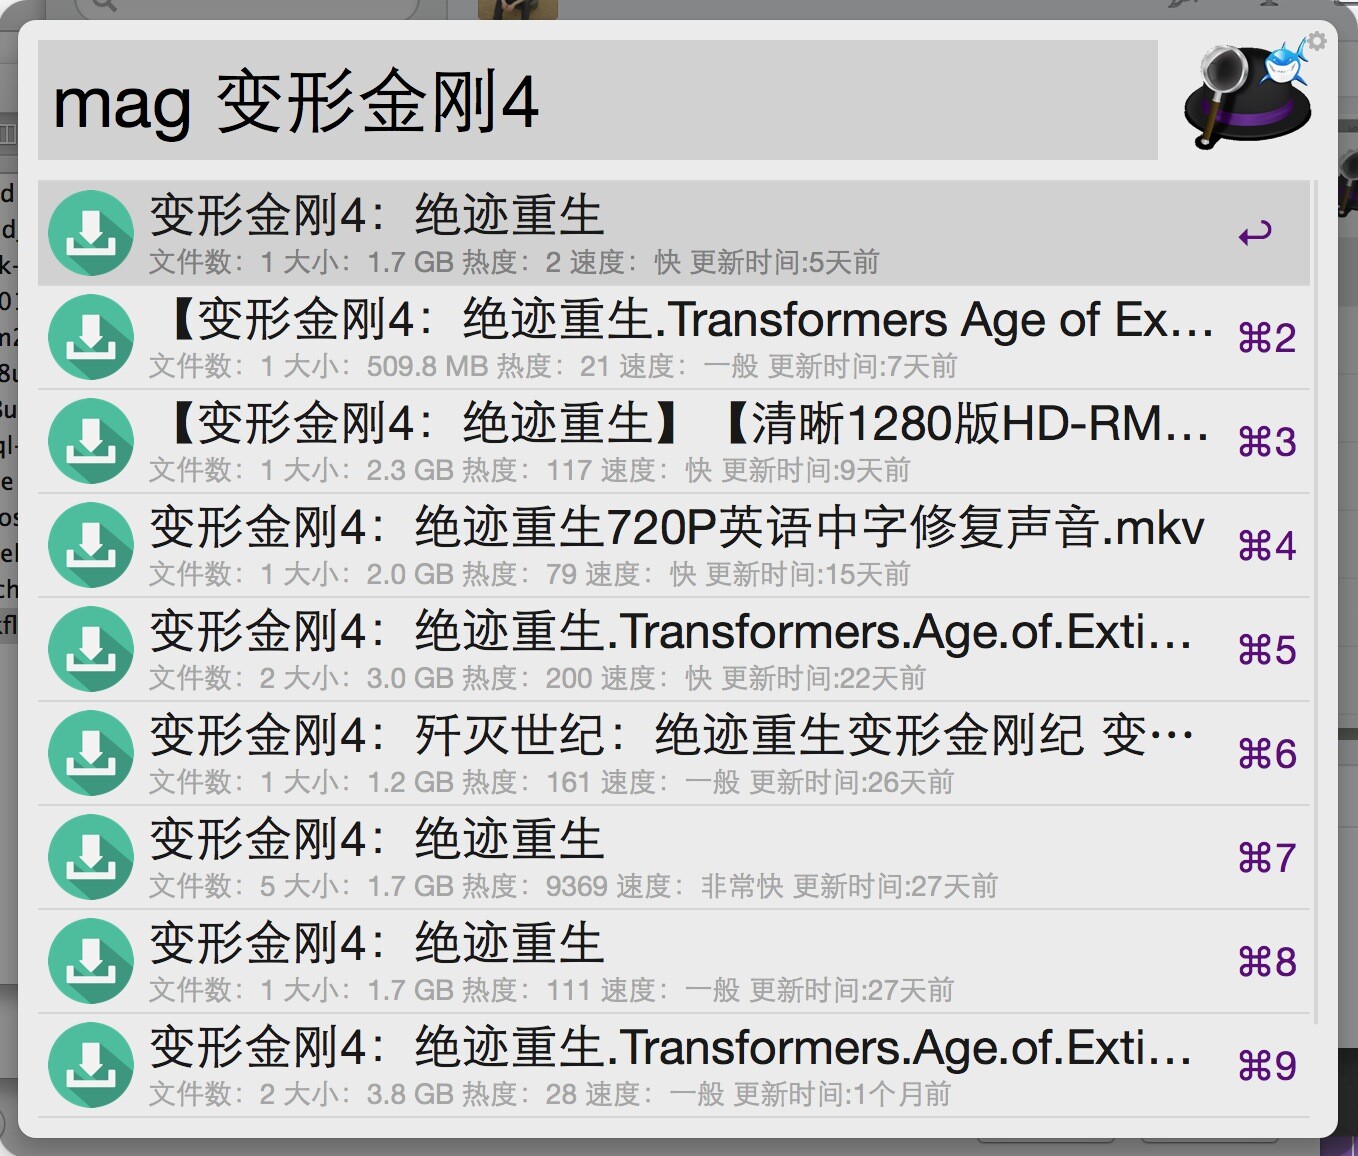 mag 变形金刚4
变形金刚4：绝迹重生
文件数：1 大小：1.7 GB 热度：2 速度：快 更新时间:5天前
【变形金刚4：绝迹重生.Transformers Age of Ex…
⌘2
文件数：1 大小：509.8 MB 热度：21 速度：一般 更新时间:7天前
【变形金刚4：绝迹重生】【清晰1280版HD-RM…
⌘3
文件数：1 大小：2.3 GB 热度：117 速度：快 更新时间:9天前
变形金刚4：绝迹重生720P英语中字修复声音.mkv
⌘4
文件数：1 大小：2.0 GB 热度：79 速度：快 更新时间:15天前
变形金刚4：绝迹重生.Transformers.Age.of.Exti…
⌘5
文件数：2 大小：3.0 GB 热度：200 速度：快 更新时间:22天前
变形金刚4：歼灭世纪：绝迹重生变形金刚纪 变…
⌘6
文件数：1 大小：1.2 GB 热度：161 速度：一般 更新时间:26天前
变形金刚4：绝迹重生
⌘7
文件数：5 大小：1.7 GB 热度：9369 速度：非常快 更新时间:27天前
变形金刚4：绝迹重生
⌘8
文件数：1 大小：1.7 GB 热度：111 速度：一般 更新时间:27天前
变形金刚4：绝迹重生.Transformers.Age.of.Exti…
⌘9
文件数：2 大小：3.8 GB 热度：28 速度：一般 更新时间:1个月前